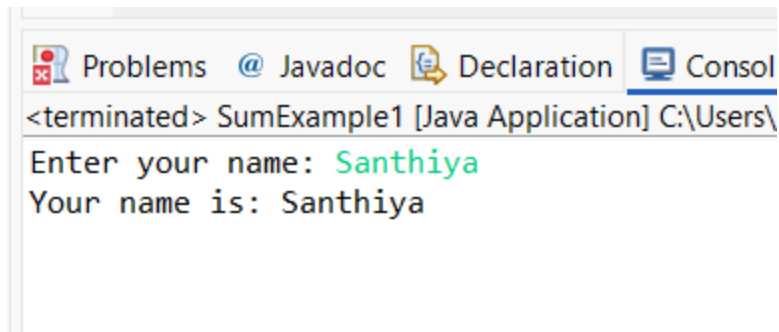 Problems @ Javadoc Declaration Consol
<terminated> SumExample1 [Java Application] C:\Users\
Enter your name: Santhiya
Your name is: Santhiya